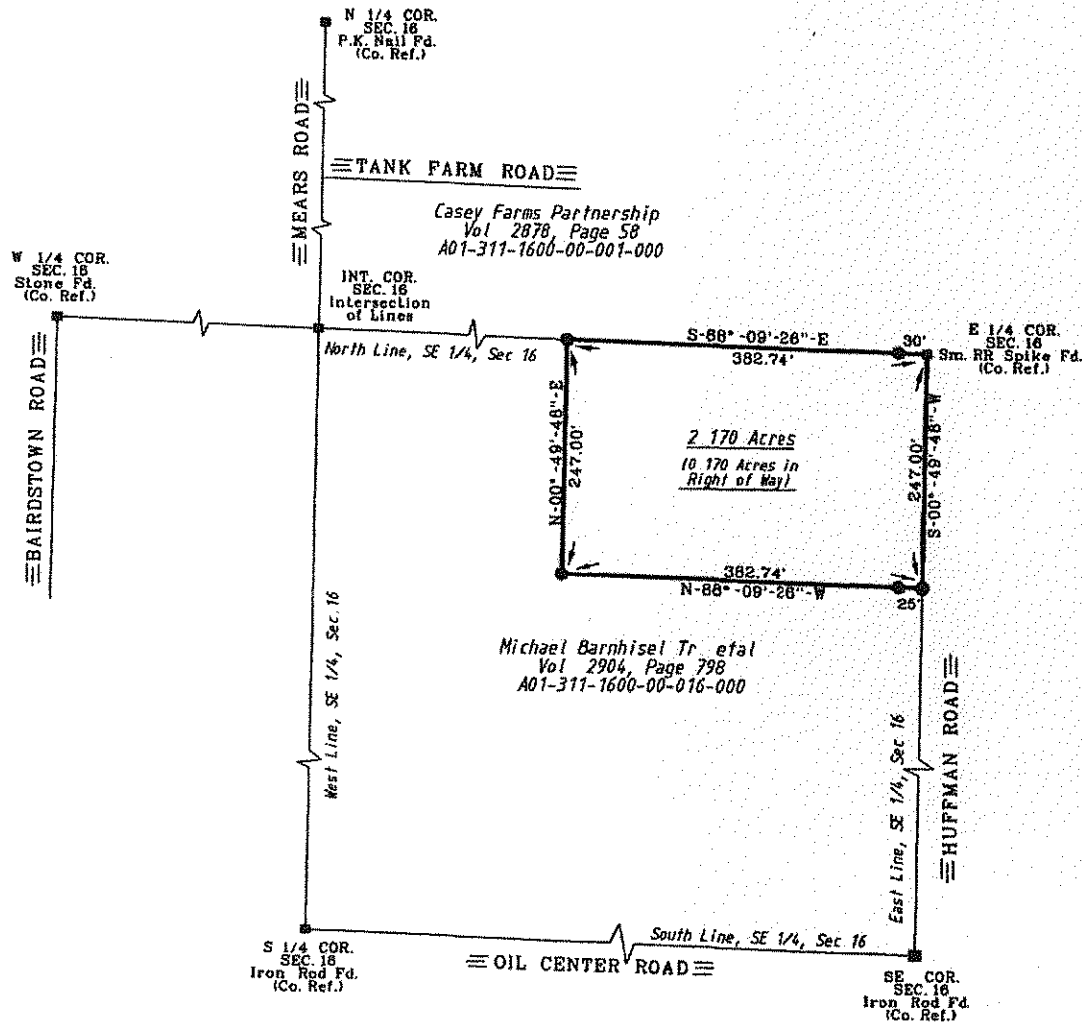 N 1/4 COR.
SEC. 16
P.K. Nail Fd.
(Co. Ref.)
≡MEARS ROAD≡
≡TANK FARM ROAD≡
Casey Farms Partnership
Vol 2878, Page 58
A01-311-1600-00-001-000
W 1/4 COR.
SEC. 16
Stone Fd.
(Co. Ref.)
INT. COR.
SEC. 16
Intersection
of Lines
North Line, SE 1/4, Sec 16
S-88°-09'-26"-E
382.74'
30'
E 1/4 COR.
SEC. 16
Sm. RR Spike Fd.
(Co. Ref.)
≡BAIRDSTOWN ROAD≡
N-00°-49'-48"-E
247.00'
2 170 Acres
(0 170 Acres in
Right of Way)
247.00'
S-00°-49'-48"-W
382.74'
N-88°-09'-26"-W
25'
Michael Barnhisel Tr etal
Vol 2904, Page 798
A01-311-1600-00-016-000
West Line, SE 1/4, Sec. 16
East Line, SE 1/4, Sec 16
≡HUFFMAN ROAD≡
South Line, SE 1/4, Sec 16
S 1/4 COR.
SEC. 16
Iron Rod Fd.
(Co. Ref.)
≡OIL CENTER ROAD≡
SE COR.
SEC. 16
Iron Rod Fd.
(Co. Ref.)